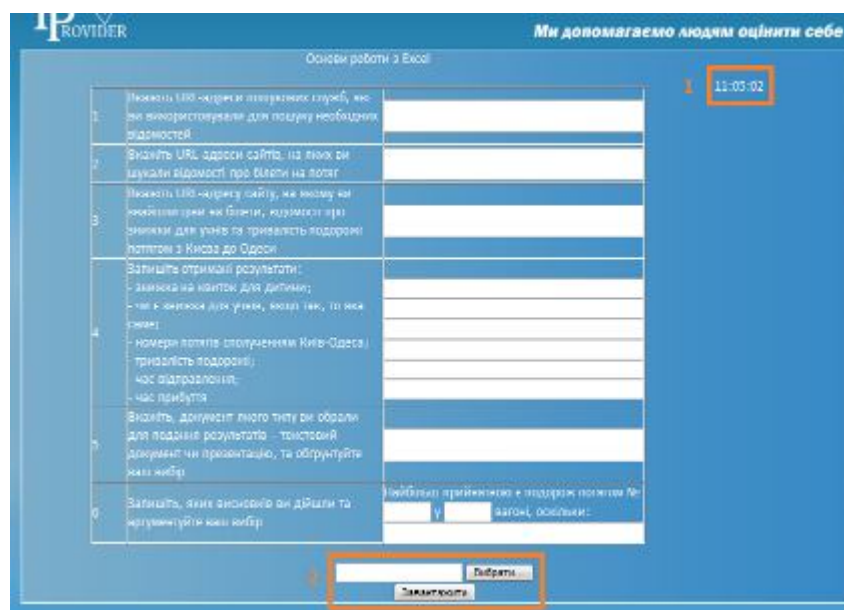 IPROVIDER
Ми допомагаємо людям оцінити себе
Основи роботи з Excel
1 11:05:02
1
Вкажіть URL-адреси пошукових служб, які
ви використовували для пошуку необхідних
відомостей
2
Вкажіть URL адреси сайтів, на яких ви
шукали відомості про білети на потяг
3
Вкажіть URL-адресу сайту, на якому ви
знайшли ціни на білети, відомості про
знижки для учнів та тривалість подорожі
потягом з Києва до Одеси
4
Запишіть отримані результати:
- знижка на квиток для дитини;
- чи є знижка для учнів, якщо так, то яка
саме;
- номери потягів сполученням Київ-Одеса;
- тривалість подорожі;
- час відправлення;
- час прибуття
5
Вкажіть, документ якого типу ви обрали
для подання результатів - текстовий
документ чи презентацію, та обґрунтуйте
ваш вибір
6
Запишіть, яких висновків ви дійшли та
аргументуйте ваш вибір
Найбільш прийнятною є подорож потягом №
у вагоні, оскільки:
2
Вибрати...
Завантажити